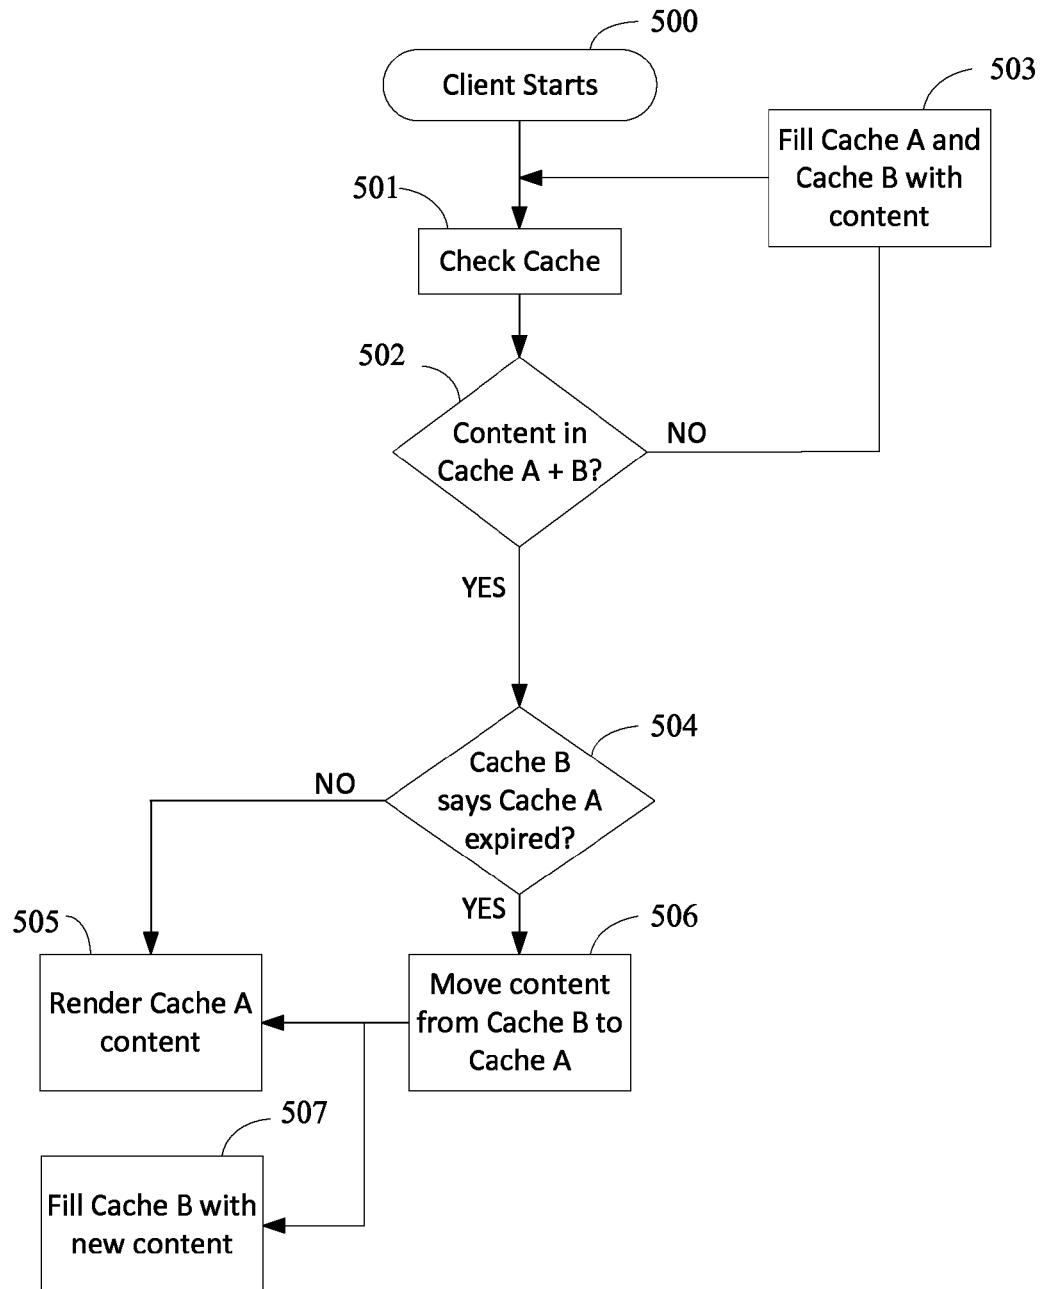 500
Client Starts
503
Fill Cache A and
Cache B with
content
501
Check Cache
502
Content in
Cache A + B?
NO
YES
504
Cache B
says Cache A
expired?
NO
YES
505
Render Cache A
content
506
Move content
from Cache B to
Cache A
507
Fill Cache B with
new content